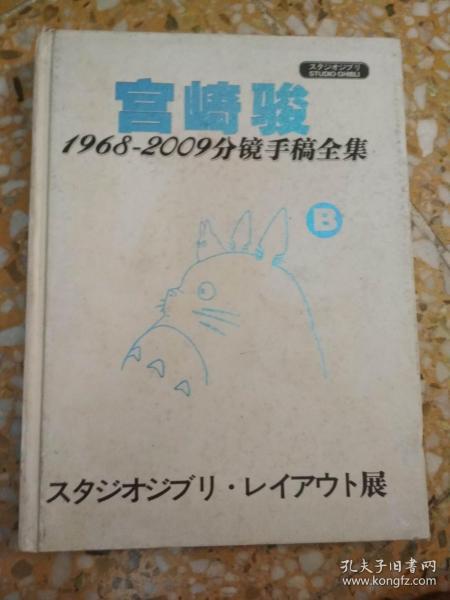 スタジオジブリ
STUDIO GHIBLI
宫崎骏
1968-2009分镜手稿全集
B
スタジオジブリ・レイアウト展
孔夫子旧书网
www.kongfz.com